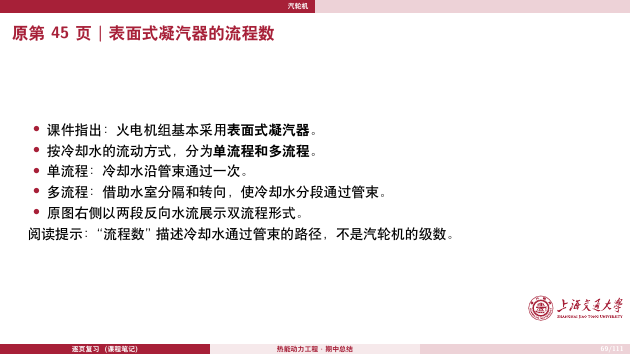 汽轮机
原第 45 页 | 表面式凝汽器的流程数
课件指出：火电机组基本采用表面式凝汽器。
按冷却水的流动方式，分为单流程和多流程。
单流程：冷却水沿管束通过一次。
多流程：借助水室分隔和转向，使冷却水分段通过管束。
原图右侧以两段反向水流展示双流程形式。
阅读提示：“流程数”描述冷却水通过管束的路径，不是汽轮机的级数。
上海交通大学
SHANGHAI JIAO TONG UNIVERSITY
逐页复习（课程笔记）
热能动力工程 · 期中总结